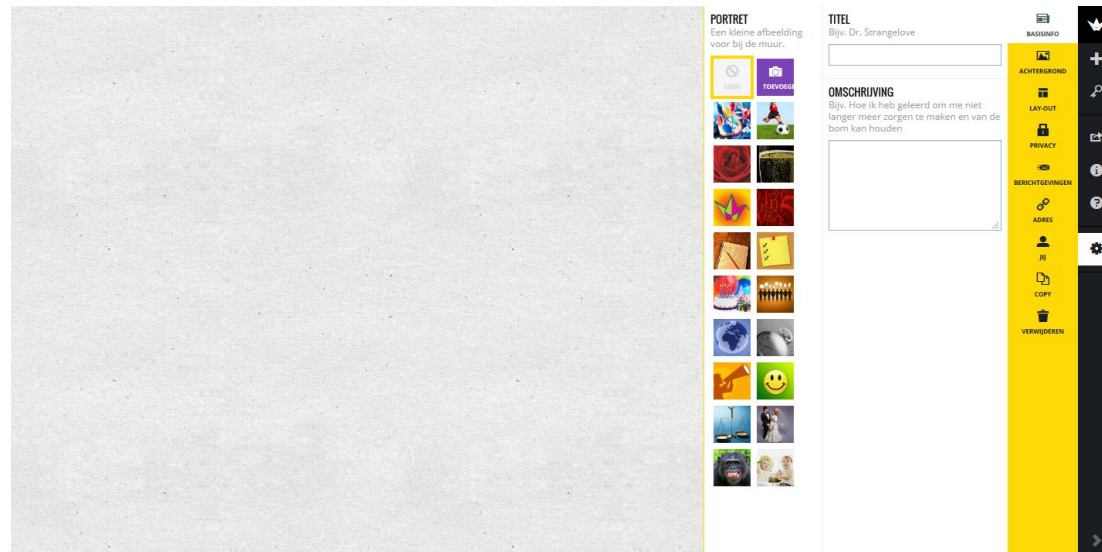 PORTRET
Een kleine afbeelding
voor bij de muur.
GEEN
TOEVOEGE
TITEL
Bijv. Dr. Strangelove
OMSCHRIJVING
Bijv. Hoe ik heb geleerd om me niet
langer meer zorgen te maken en van de
bom kan houden
BASISINFO
ACHTERGROND
LAY-OUT
PRIVACY
BERICHTGEVINGEN
ADRES
JIJ
COPY
VERWIJDEREN